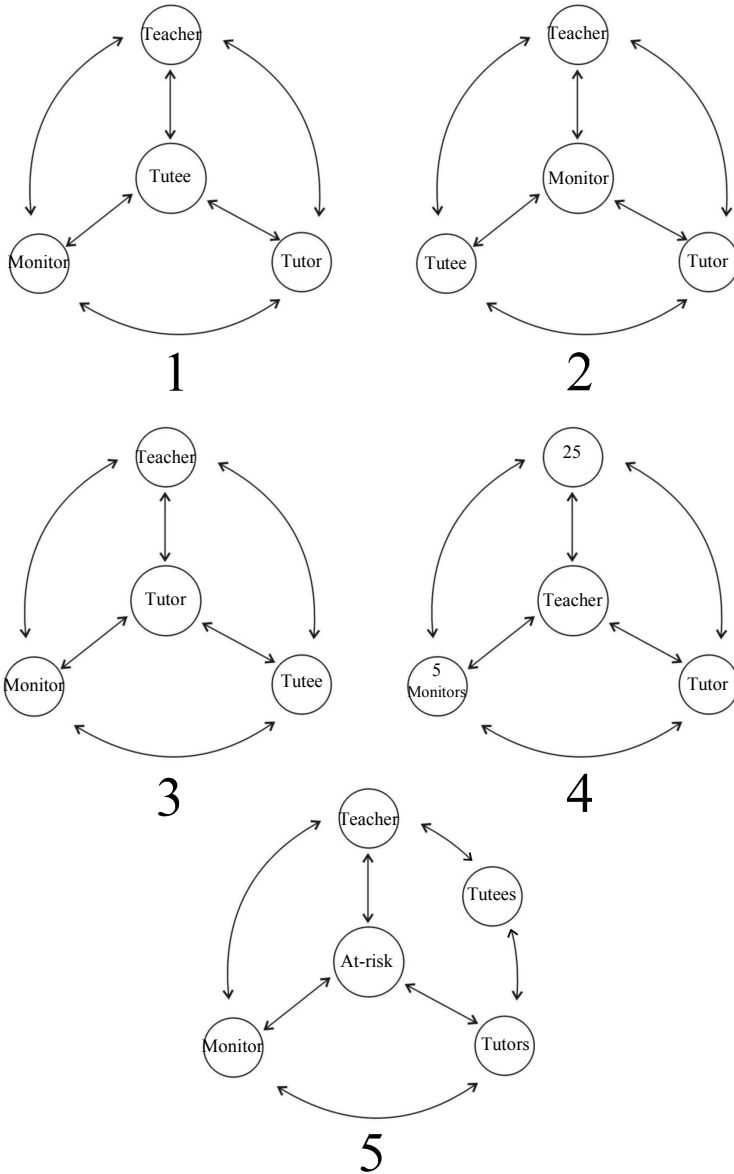 Teacher
Tutee
Monitor
Tutor
1
Teacher
Monitor
Tutee
Tutor
2
Teacher
Tutor
Monitor
Tutee
3
25
Teacher
5
Monitors
Tutor
4
Teacher
Tutees
At-risk
Monitor
Tutors
5